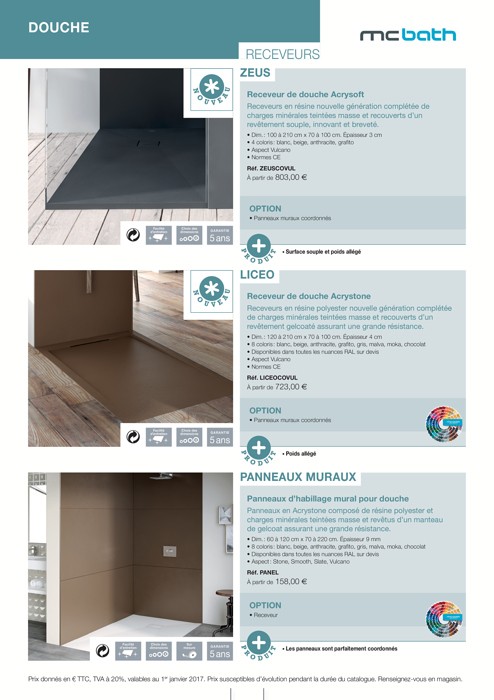 DOUCHE
mcbath
RECEVEURS
NOUVEAU
ZEUS
Receveur de douche Acrysoft
Receveurs en résine nouvelle génération complétée de
charges minérales teintées masse et recouverts d'un
revêtement souple, innovant et breveté.
• Dim.: 100 à 210 cm x 70 à 100 cm. Épaisseur 3 cm
• 4 coloris: blanc, beige, anthracite, grafito
• Aspect Vulcano
• Normes CE
Réf. ZEUSCOVUL
À partir de 803,00 €
OPTION
• Panneaux muraux coordonnés
GARANTIE
5 ans
PRODUIT
• Surface souple et poids allégé
NOUVEAU
LICEO
Receveur de douche Acrystone
Receveurs en résine polyester nouvelle génération complétée
de charges minérales teintées masse et recouverts d'un
revêtement gelcoaté assurant une grande résistance.
• Dim.: 120 à 210 cm x 70 à 100 cm. Épaisseur 4 cm
• 8 coloris: blanc, beige, anthracite, grafito, gris, malva, moka, chocolat
• Disponibles dans toutes les nuances RAL sur devis
• Aspect Vulcano
• Normes CE
Réf. LICEOCOVUL
À partir de 723,00 €
OPTION
• Panneaux muraux coordonnés
GARANTIE
5 ans
PRODUIT
• Poids allégé
PANNEAUX MURAUX
Panneaux d'habillage mural pour douche
Panneaux en Acrystone composé de résine polyester et
charges minérales teintées masse et revêtus d'un manteau
de gelcoat assurant une grande résistance.
• Dim.: 60 à 120 cm x 70 à 220 cm. Épaisseur 9 mm
• 8 coloris: blanc, beige, anthracite, grafito, gris, malva, moka, chocolat
• Disponibles dans toutes les nuances RAL sur devis
• Aspect : Stone, Smooth, Slate, Vulcano
Réf. PANEL
À partir de 158,00 €
OPTION
• Receveur
GARANTIE
5 ans
PRODUIT
• Les panneaux sont parfaitement coordonnés
Prix donnés en € TTC, TVA à 20%, valables au 1er janvier 2017. Prix susceptibles d'évolution pendant la durée du catalogue. Renseignez-vous en magasin.